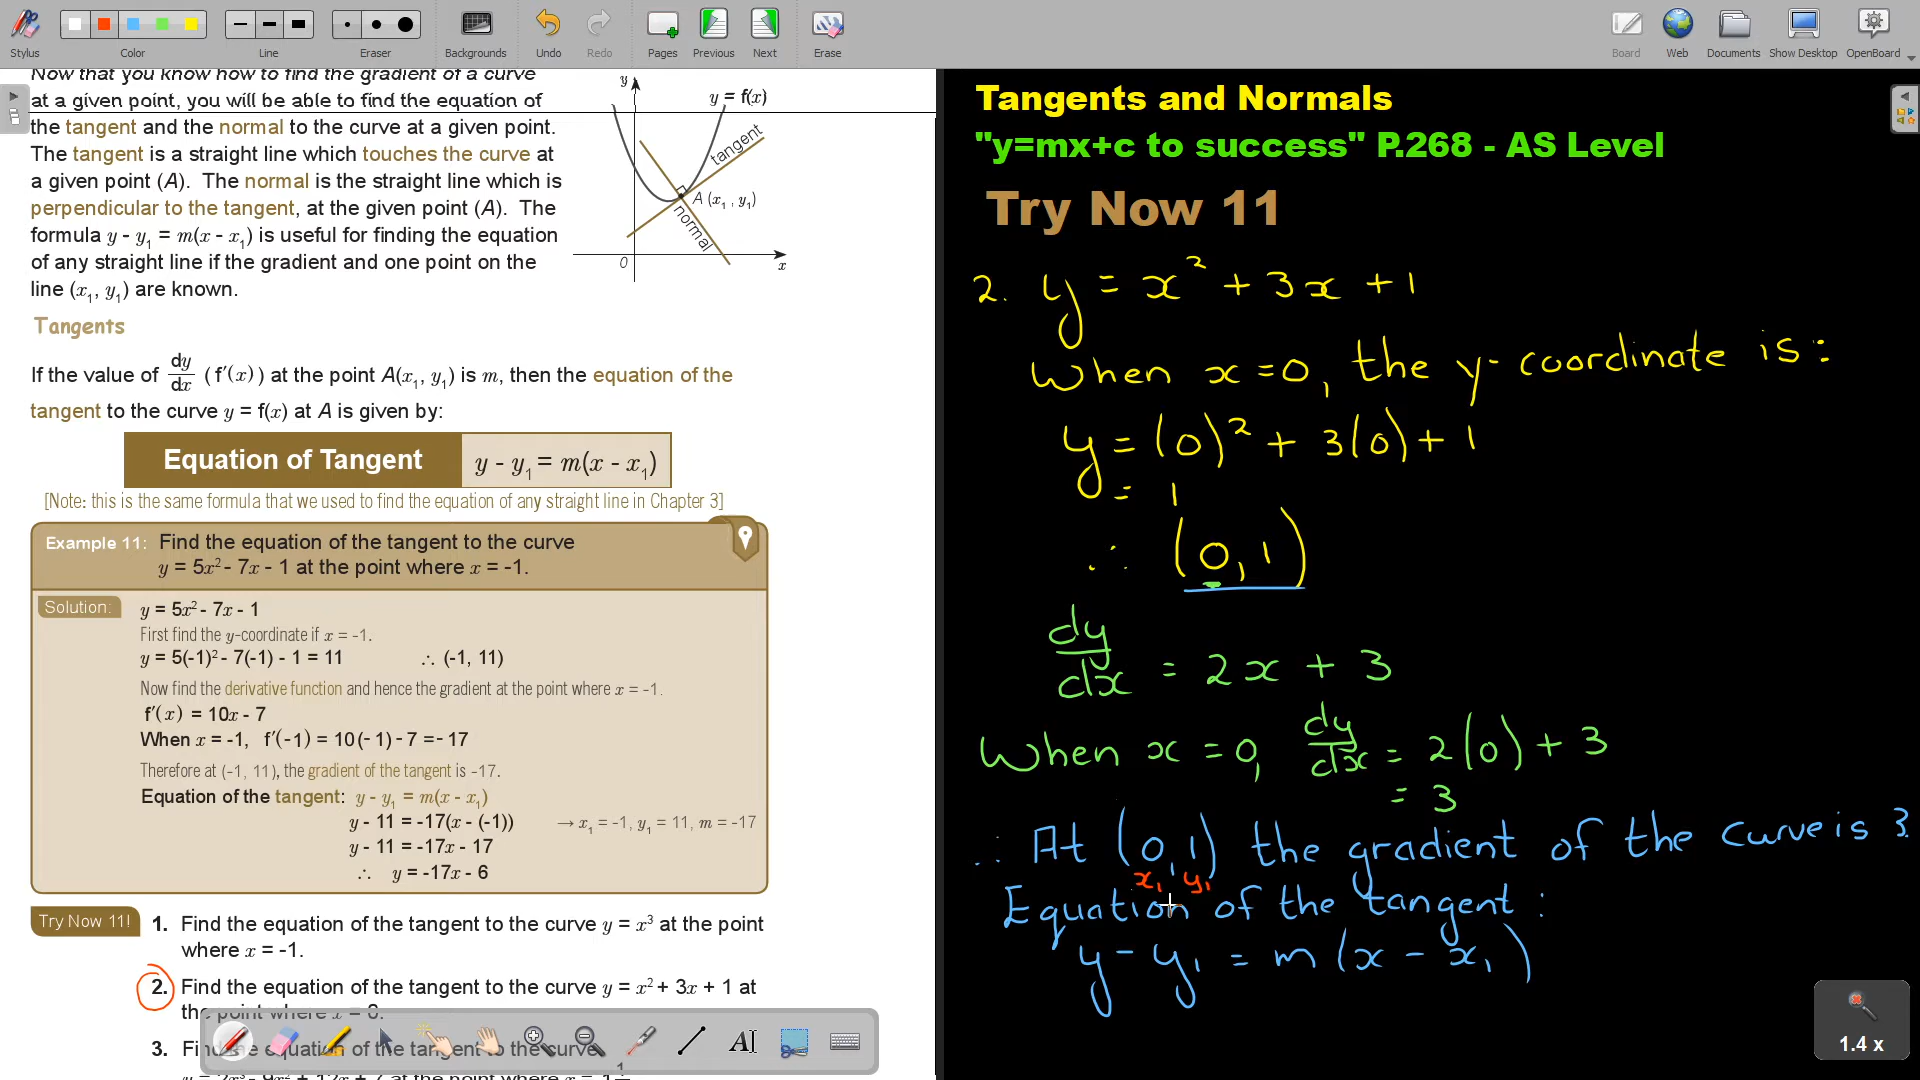 Stylus Color Line Eraser Backgrounds Undo Redo Pages Previous Next Erase Board Web Documents Show Desktop OpenBoard
Now that you know how to find the gradient of a curve
at a given point, you will be able to find the equation of
the tangent and the normal to the curve at a given point.
The tangent is a straight line which touches the curve at
a given point (A). The normal is the straight line which is
perpendicular to the tangent, at the given point (A). The
formula y - y₁ = m(x - x₁) is useful for finding the equation
of any straight line if the gradient and one point on the
line (x₁, y₁) are known.
y
y = f(x)
tangent
A (x₁ , y₁)
normal
0
x
Tangents
If the value of dy/dx ( f′(x) ) at the point A(x₁, y₁) is m, then the equation of the
tangent to the curve y = f(x) at A is given by:
Equation of Tangent y - y₁ = m(x - x₁)
[Note: this is the same formula that we used to find the equation of any straight line in Chapter 3]
Example 11: Find the equation of the tangent to the curve
y = 5x² - 7x - 1 at the point where x = -1.
Solution: y = 5x² - 7x - 1
First find the y-coordinate if x = -1.
y = 5(-1)² - 7(-1) - 1 = 11 ∴ (-1, 11)
Now find the derivative function and hence the gradient at the point where x = -1.
f′(x) = 10x - 7
When x = -1, f′(-1) = 10(-1) - 7 = - 17
Therefore at (-1, 11), the gradient of the tangent is -17.
Equation of the tangent: y - y₁ = m(x - x₁)
y - 11 = -17(x - (-1)) → x₁ = -1, y₁ = 11, m = -17
y - 11 = -17x - 17
∴ y = -17x - 6
Try Now 11! 1. Find the equation of the tangent to the curve y = x³ at the point
where x = -1.
2. Find the equation of the tangent to the curve y = x² + 3x + 1 at
the point where x = 0.
3. Find the equation of the tangent to the curve
Tangents and Normals
"y=mx+c to success" P.268 - AS Level
Try Now 11
2. y = x² + 3x + 1
When x = 0, the y-coordinate is:
y = (0)² + 3(0) + 1
= 1
∴ (0, 1)
dy/dx = 2x + 3
When x = 0, dy/dx = 2(0) + 3
= 3
∴ At (0, 1) the gradient of the curve is 3.
x₁ y₁
Equation of the tangent :
y - y₁ = m (x - x₁)
1.4 x